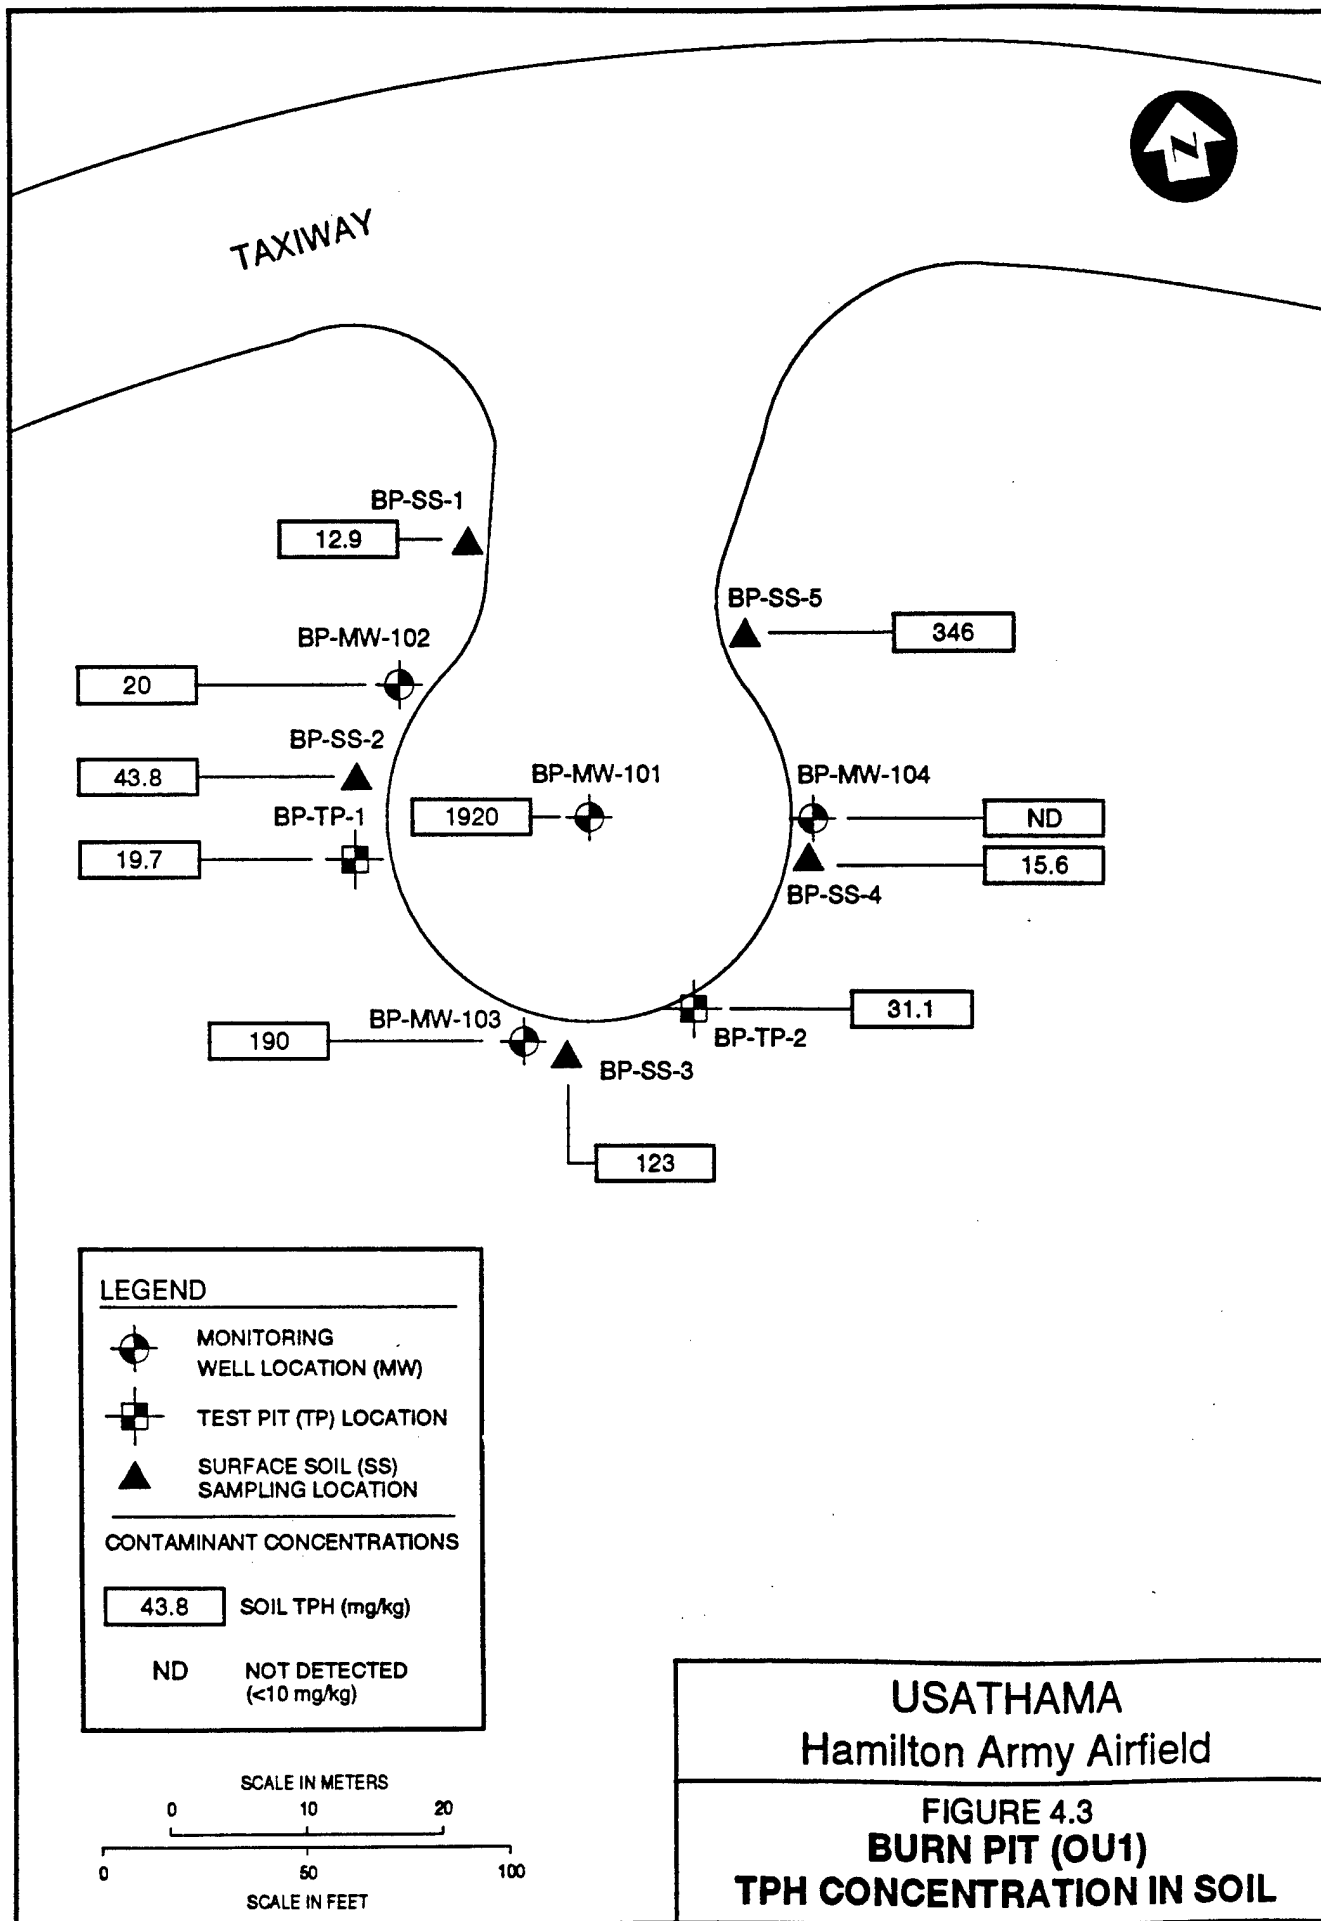 N
TAXIWAY
BP-SS-1
12.9
BP-SS-5
346
BP-MW-102
20
BP-SS-2
43.8
BP-MW-101
1920
BP-MW-104
ND
BP-TP-1
19.7
15.6
BP-SS-4
BP-MW-103
190
31.1
BP-TP-2
BP-SS-3
123
LEGEND
MONITORING
WELL LOCATION (MW)
TEST PIT (TP) LOCATION
SURFACE SOIL (SS)
SAMPLING LOCATION
CONTAMINANT CONCENTRATIONS
43.8 SOIL TPH (mg/kg)
ND NOT DETECTED
(<10 mg/kg)
SCALE IN METERS
0 10 20
0 50 100
SCALE IN FEET
USATHAMA
Hamilton Army Airfield
FIGURE 4.3
BURN PIT (OU1)
TPH CONCENTRATION IN SOIL